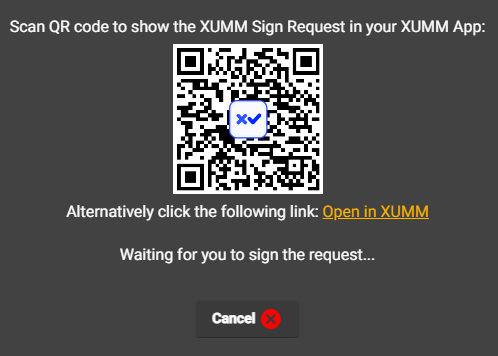 Scan QR code to show the XUMM Sign Request in your XUMM App:
Alternatively click the following link: Open in XUMM
Waiting for you to sign the request...
Cancel